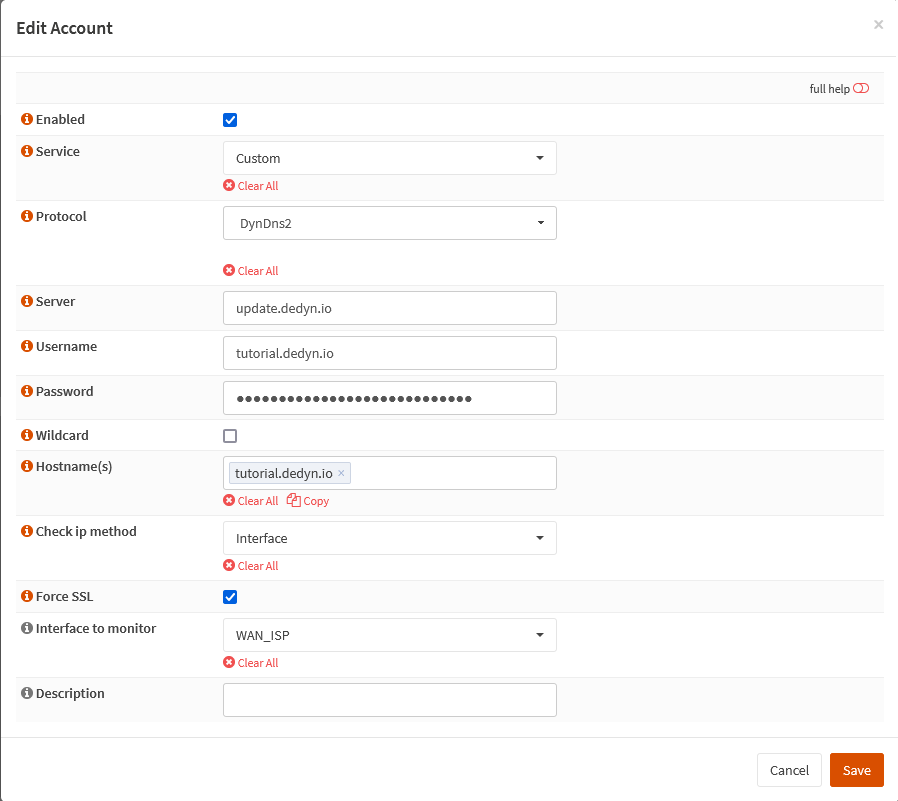 Edit Account
×
full help
Enabled
Service
Custom
Clear All
Protocol
DynDns2
Clear All
Server
update.dedyn.io
Username
tutorial.dedyn.io
Password
••••••••••••••••••••••••••••
Wildcard
Hostname(s)
tutorial.dedyn.io ×
Clear All Copy
Check ip method
Interface
Clear All
Force SSL
Interface to monitor
WAN_ISP
Clear All
Description
Cancel Save